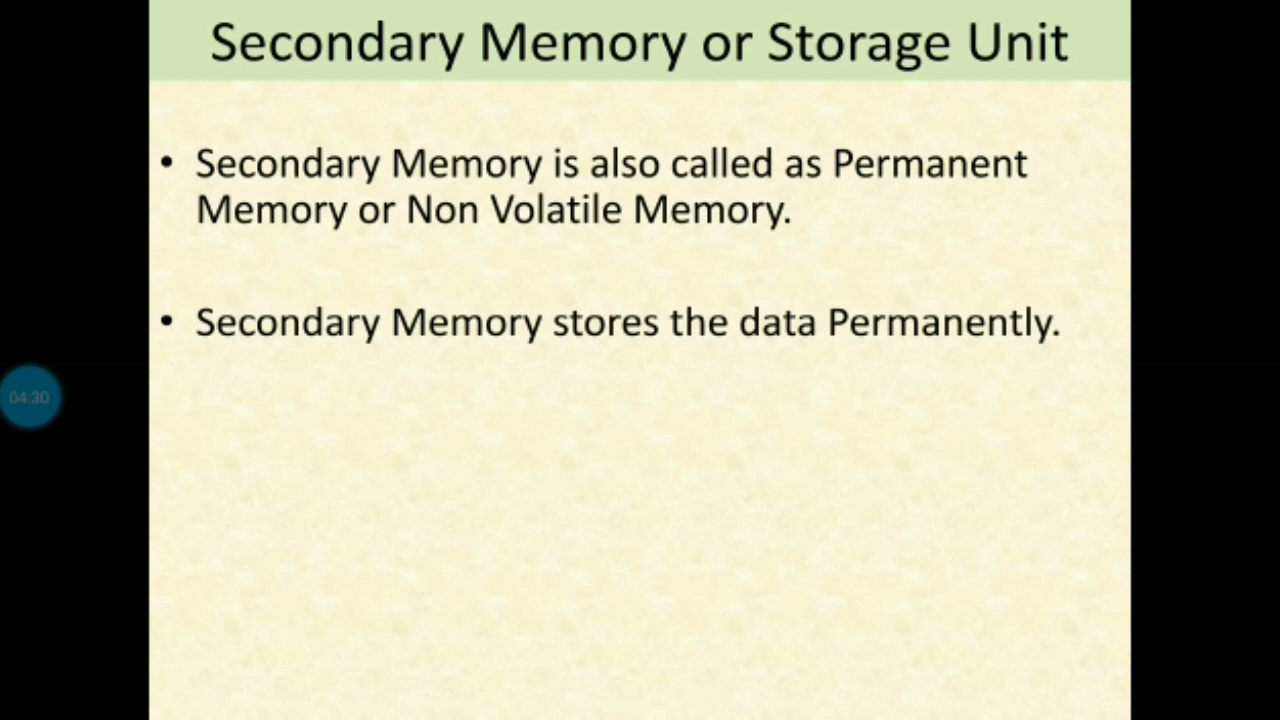 Secondary Memory or Storage Unit
• Secondary Memory is also called as Permanent
Memory or Non Volatile Memory.
• Secondary Memory stores the data Permanently.
04:30